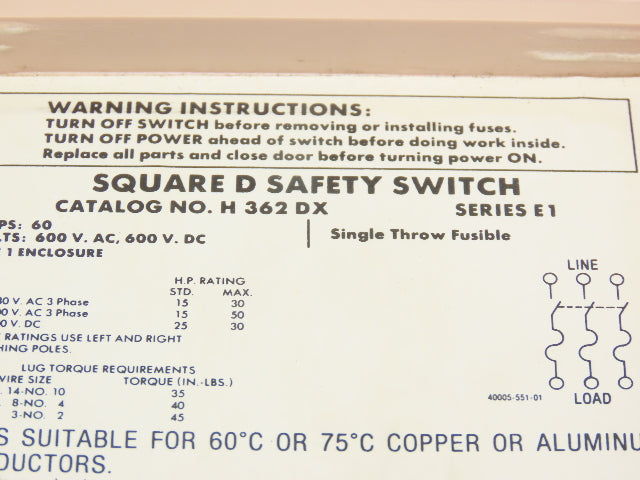 WARNING INSTRUCTIONS:
TURN OFF SWITCH before removing or installing fuses.
TURN OFF POWER ahead of switch before doing work inside.
Replace all parts and close door before turning power ON.
SQUARE D SAFETY SWITCH
CATALOG NO. H 362 DX SERIES E1
PS: 60
LTS: 600 V. AC, 600 V. DC
Single Throw Fusible
1 ENCLOSURE
LINE
H.P. RATING
STD. MAX.
80 V. AC 3 Phase 15 30
00 V. AC 3 Phase 15 50
0 V. DC 25 30
RATINGS USE LEFT AND RIGHT
HING POLES.
LUG TORQUE REQUIREMENTS
WIRE SIZE TORQUE (IN.-LBS.)
. 14-NO. 10 35
. 8-NO. 4 40
. 3-NO. 2 45
40005-551-01
LOAD
S SUITABLE FOR 60°C OR 75°C COPPER OR ALUMINU
DUCTORS.